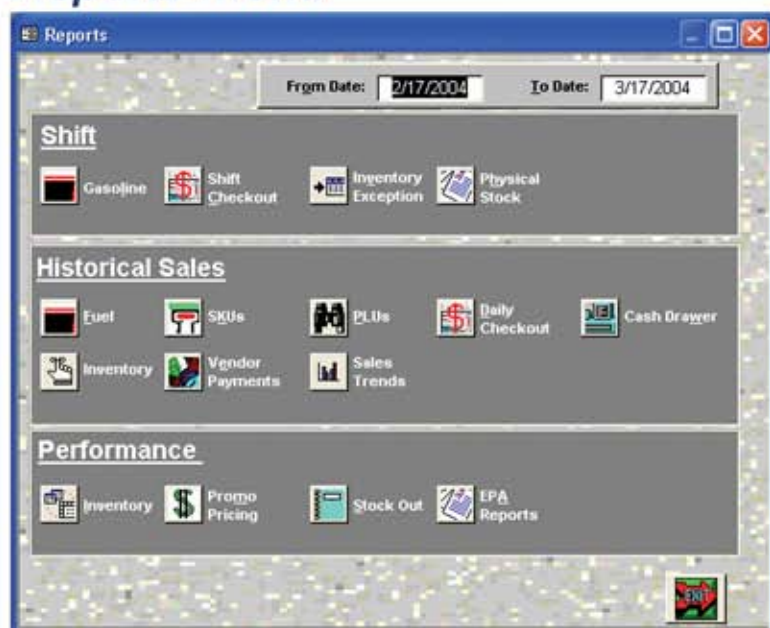 Reports
From Date: 2/17/2004 To Date: 3/17/2004
Shift
Gasoline Shift Checkout Inventory Exception Physical Stock
Historical Sales
Fuel SKUs PLUs Daily Checkout Cash Drawer
Inventory Vendor Payments Sales Trends
Performance
Inventory Promo Pricing Stock Out EPA Reports
EXIT